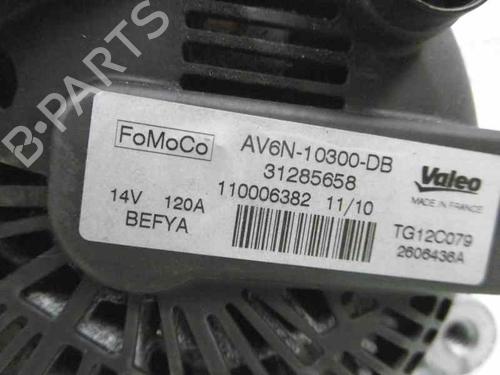 B-PARTS
FoMoCo
AV6N-10300-DB
31285658
110006382 11/10
14V 120A
BEFYA
Valeo
MADE IN FRANCE
TG12C079
2606436A